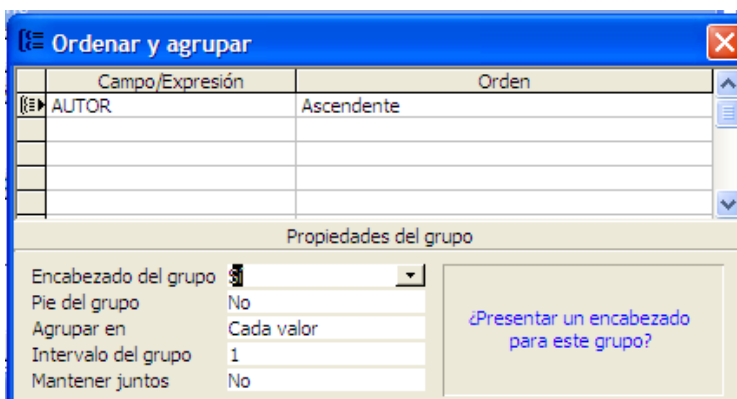 Ordenar y agrupar
Campo/Expresión Orden
AUTOR Ascendente
Propiedades del grupo
Encabezado del grupo Sí
Pie del grupo No
Agrupar en Cada valor
Intervalo del grupo 1
Mantener juntos No
¿Presentar un encabezado
para este grupo?